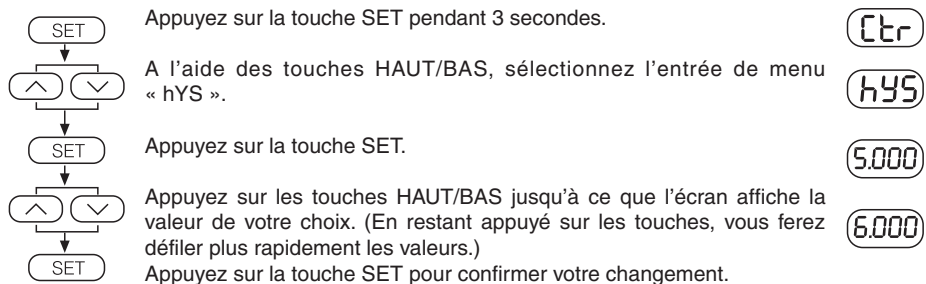 SET
Appuyez sur la touche SET pendant 3 secondes.
Ctr
A l'aide des touches HAUT/BAS, sélectionnez l'entrée de menu
« hYS ».
hYS
SET
Appuyez sur la touche SET.
5.000
Appuyez sur les touches HAUT/BAS jusqu'à ce que l'écran affiche la
valeur de votre choix. (En restant appuyé sur les touches, vous ferez
défiler plus rapidement les valeurs.)
6.000
SET
Appuyez sur la touche SET pour confirmer votre changement.